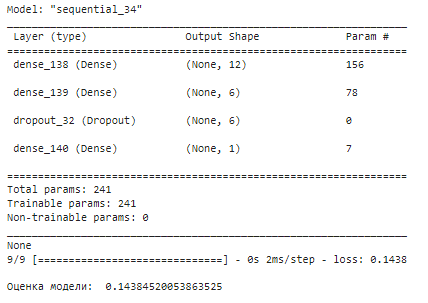 Model: "sequential_34"
_________________________________________________________________
Layer (type) Output Shape Param #
=================================================================
dense_138 (Dense) (None, 12) 156
dense_139 (Dense) (None, 6) 78
dropout_32 (Dropout) (None, 6) 0
dense_140 (Dense) (None, 1) 7
=================================================================
Total params: 241
Trainable params: 241
Non-trainable params: 0
_________________________________________________________________
None
9/9 [==============================] - 0s 2ms/step - loss: 0.1438
Оценка модели: 0.14384520053863525